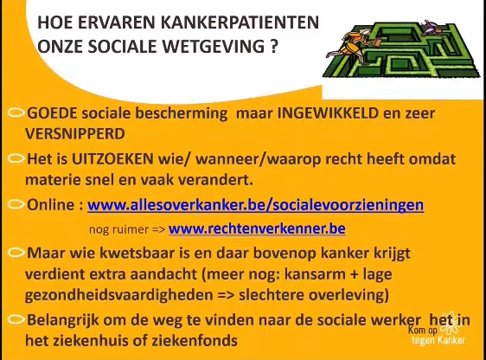 HOE ERVAREN KANKERPATIENTEN
ONZE SOCIALE WETGEVING ?
GOEDE sociale bescherming maar INGEWIKKELD en zeer
VERSNIPPERD
Het is UITZOEKEN wie/ wanneer/waarop recht heeft omdat
materie snel en vaak verandert.
Online : www.allesoverkanker.be/socialevoorzieningen
nog ruimer => www.rechtenverkenner.be
Maar wie kwetsbaar is en daar bovenop kanker krijgt
verdient extra aandacht (meer nog: kansarm + lage
gezondheidsvaardigheden => slechtere overleving)
Belangrijk om de weg te vinden naar de sociale werker het in
het ziekenhuis of ziekenfonds
Kom op
tegen Kanker